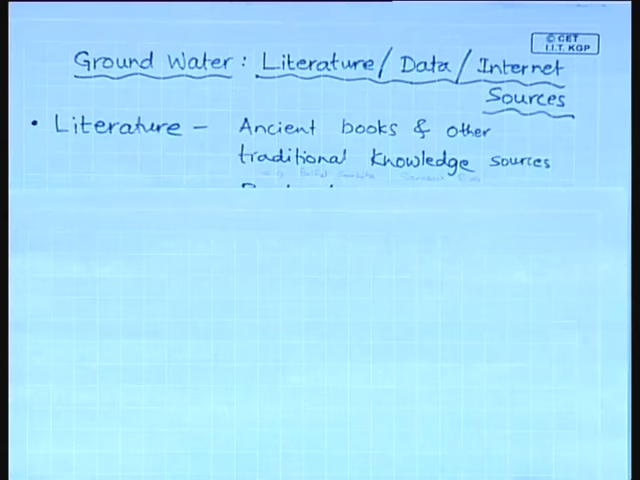 © CET
I.I.T. KGP
Ground Water : Literature / Data / Internet
Sources
• Literature – Ancient books & other
traditional Knowledge sources